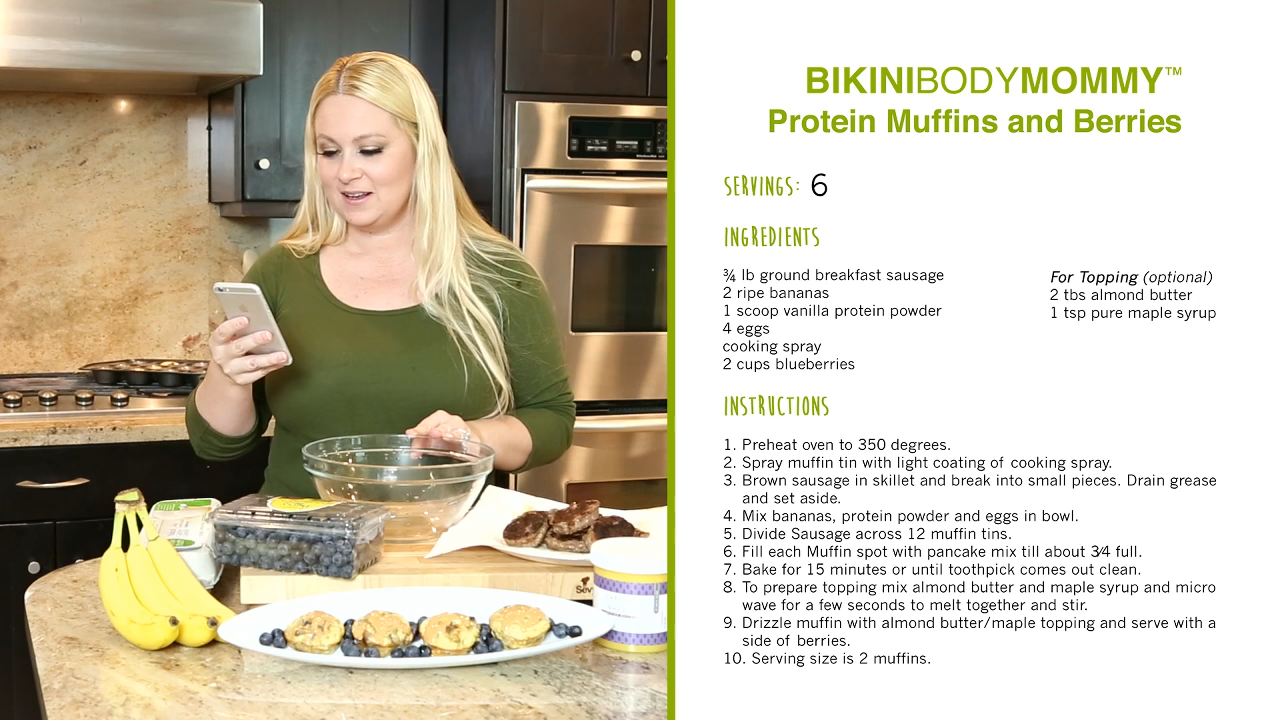 BIKINIBODYMOMMY™
Protein Muffins and Berries
SERVINGS: 6
INGREDIENTS
¾ lb ground breakfast sausage
2 ripe bananas
1 scoop vanilla protein powder
4 eggs
cooking spray
2 cups blueberries
For Topping (optional)
2 tbs almond butter
1 tsp pure maple syrup
INSTRUCTIONS
1. Preheat oven to 350 degrees.
2. Spray muffin tin with light coating of cooking spray.
3. Brown sausage in skillet and break into small pieces. Drain grease
and set aside.
4. Mix bananas, protein powder and eggs in bowl.
5. Divide Sausage across 12 muffin tins.
6. Fill each Muffin spot with pancake mix till about 3⁄4 full.
7. Bake for 15 minutes or until toothpick comes out clean.
8. To prepare topping mix almond butter and maple syrup and micro
wave for a few seconds to melt together and stir.
9. Drizzle muffin with almond butter/maple topping and serve with a
side of berries.
10. Serving size is 2 muffins.